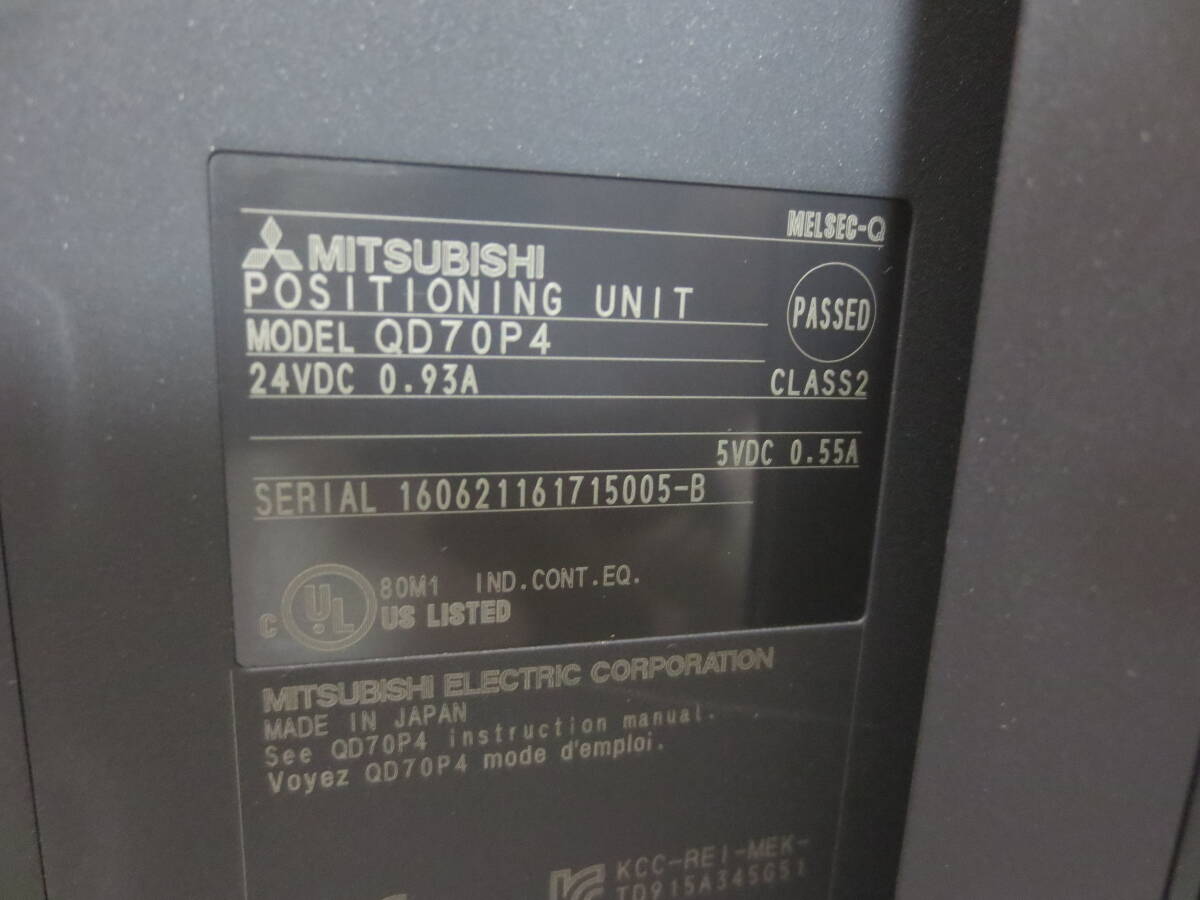 MELSEC-Q
MITSUBISHI
POSITIONING UNIT
MODEL QD70P4
PASSED
24VDC 0.93A
CLASS2
5VDC 0.55A
SERIAL 160621161715005-B
C UL US LISTED
80M1 IND.CONT.EQ.
MITSUBISHI ELECTRIC CORPORATION
MADE IN JAPAN
See QD70P4 instruction manual.
Voyez QD70P4 mode d'emploi.
KCC-REI-MEK-
TD915A345G51